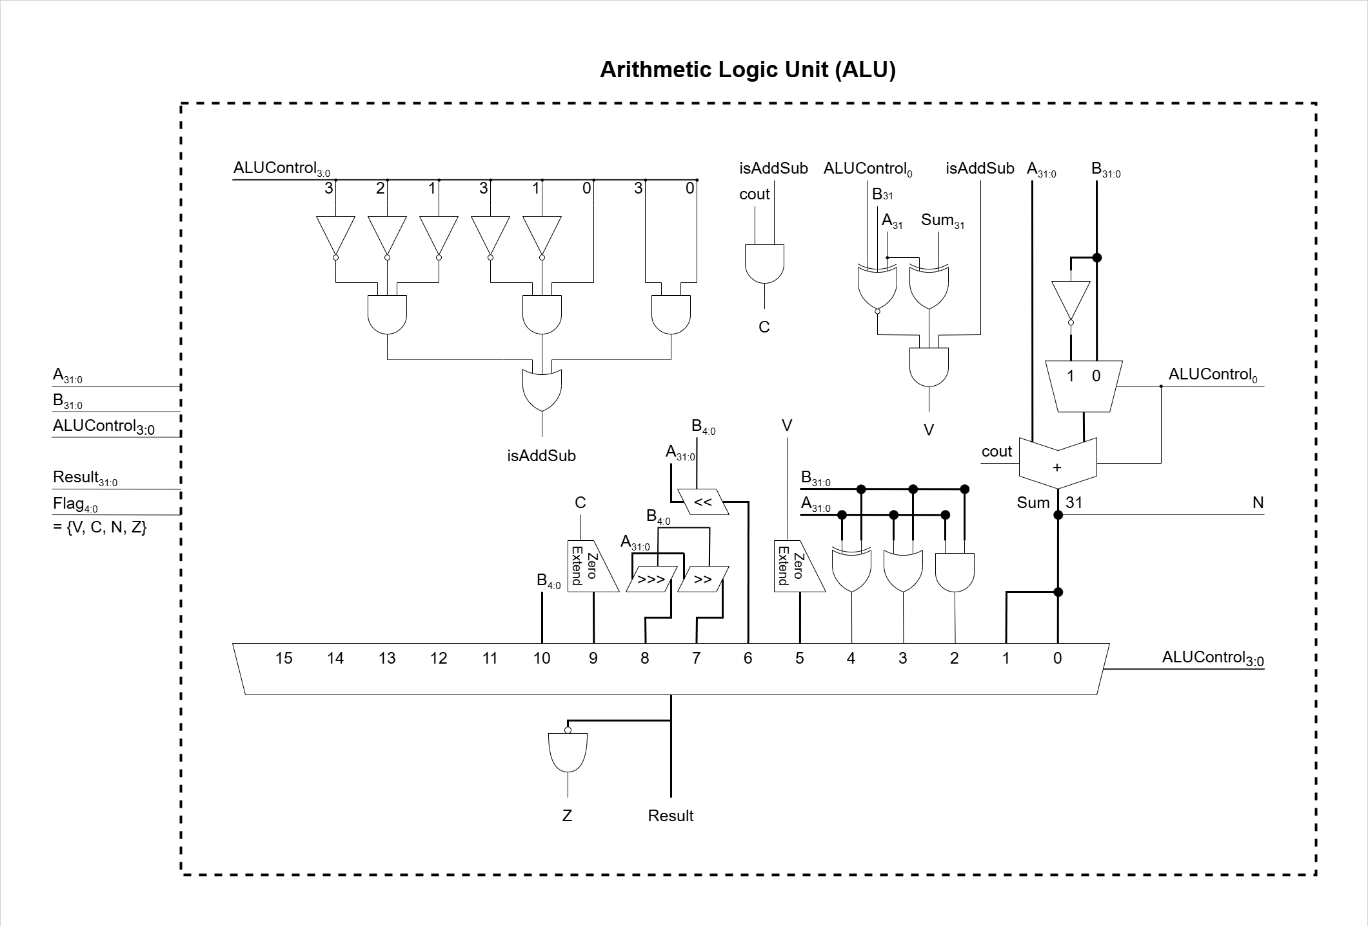 Arithmetic Logic Unit (ALU)
ALUControl3:0
3 2 1 3 1 0 3 0
isAddSub
cout
C
ALUControl0
B31
A31
Sum31
isAddSub
V
A31:0
B31:0
1 0
ALUControl0
cout
+
Sum 31
N
isAddSub
A31:0
B31:0
ALUControl3:0
Result31:0
Flag4:0
= {V, C, N, Z}
B4:0
A31:0
<<
B4:0
A31:0
>>>
>>
C
Zero
Extend
B4:0
V
Zero
Extend
B31:0
A31:0
15 14 13 12 11 10 9 8 7 6 5 4 3 2 1 0
ALUControl3:0
Z
Result